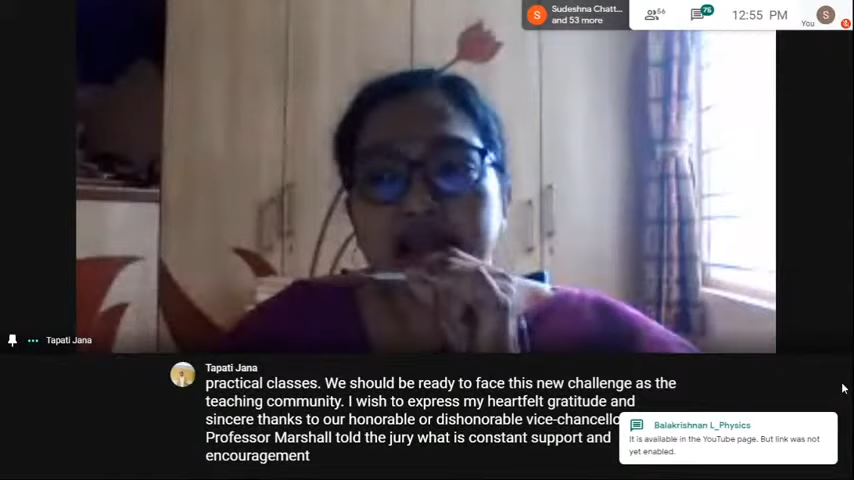 Sudeshna Chatt...
and 53 more
56
75
12:55 PM
S
You
S
Tapati Jana
Tapati Jana
practical classes. We should be ready to face this new challenge as the
teaching community. I wish to express my heartfelt gratitude and
sincere thanks to our honorable or dishonorable vice-chancello
Professor Marshall told the jury what is constant support and
encouragement
Balakrishnan L_Physics
It is available in the YouTube page. But link was not
yet enabled.